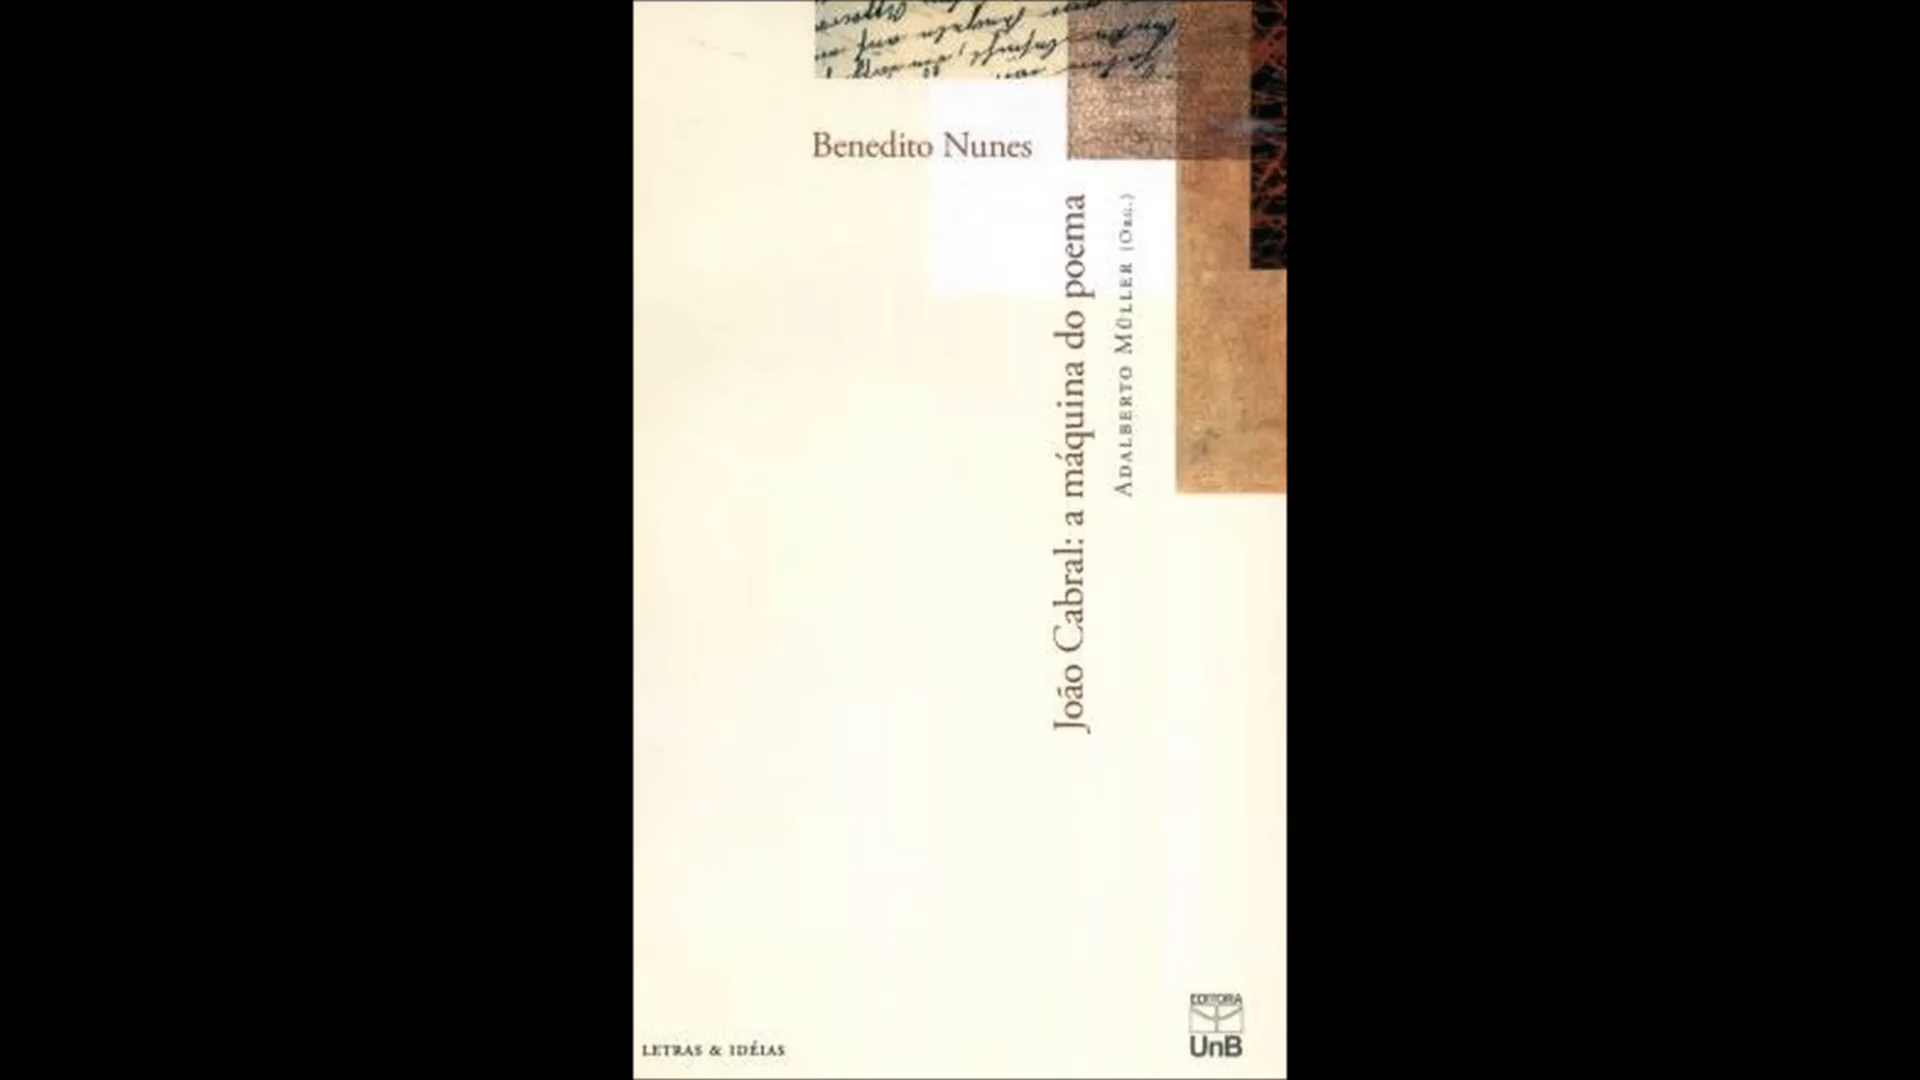 Benedito Nunes
João Cabral: a máquina do poema
ADALBERTO MÜLLER (ORG.)
LETRAS & IDÉIAS
EDITORA
UnB